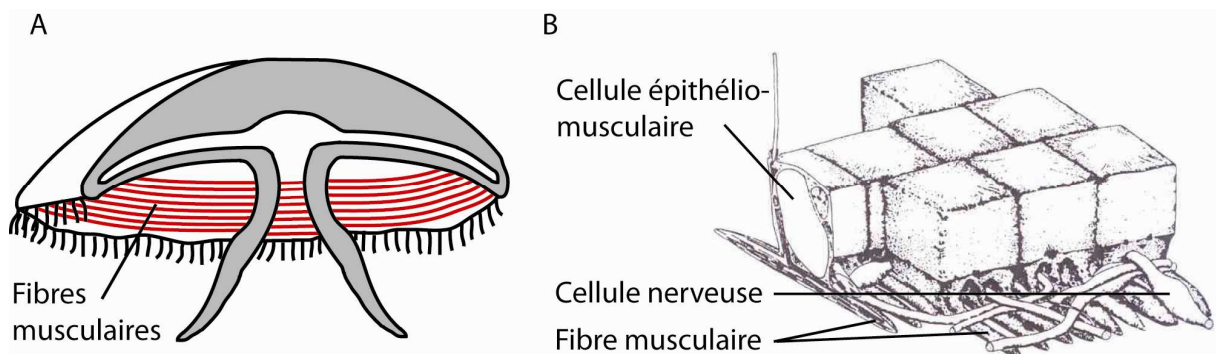 A
Fibres
musculaires
B
Cellule épithélio-
musculaire
Cellule nerveuse
Fibre musculaire